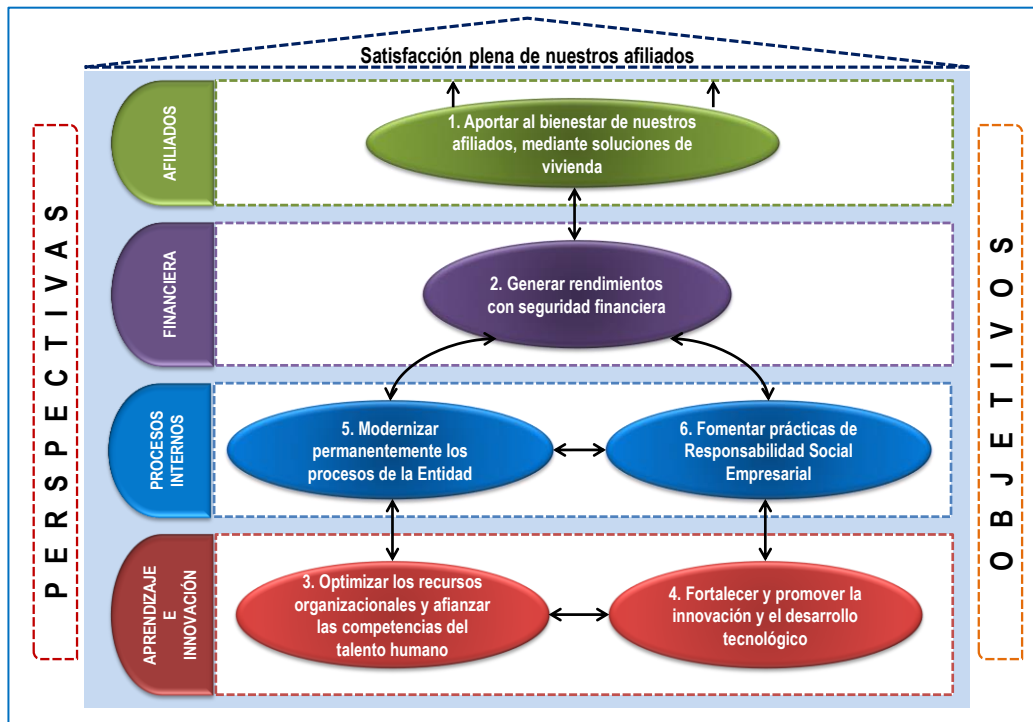 Satisfacción plena de nuestros afiliados
PERSPECTIVAS
OBJETIVOS
AFILIADOS
1. Aportar al bienestar de nuestros
afiliados, mediante soluciones de
vivienda
FINANCIERA
2. Generar rendimientos
con seguridad financiera
PROCESOS
INTERNOS
5. Modernizar
permanentemente los
procesos de la Entidad
6. Fomentar prácticas de
Responsabilidad Social
Empresarial
APRENDIZAJE
E
INNOVACIÓN
3. Optimizar los recursos
organizacionales y afianzar
las competencias del
talento humano
4. Fortalecer y promover la
innovación y el desarrollo
tecnológico